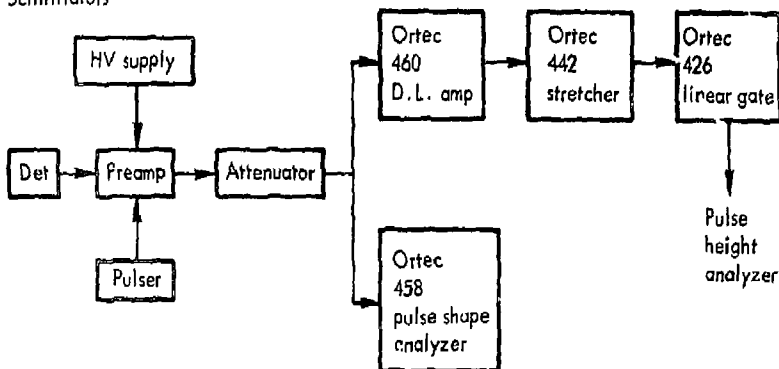 Scintillators
HV supply
Det
Preamp
Attenuator
Pulser
Ortec
460
D.L. amp
Ortec
442
stretcher
Ortec
426
linear gate
Pulse
height
analyzer
Ortec
458
pulse shape
analyzer